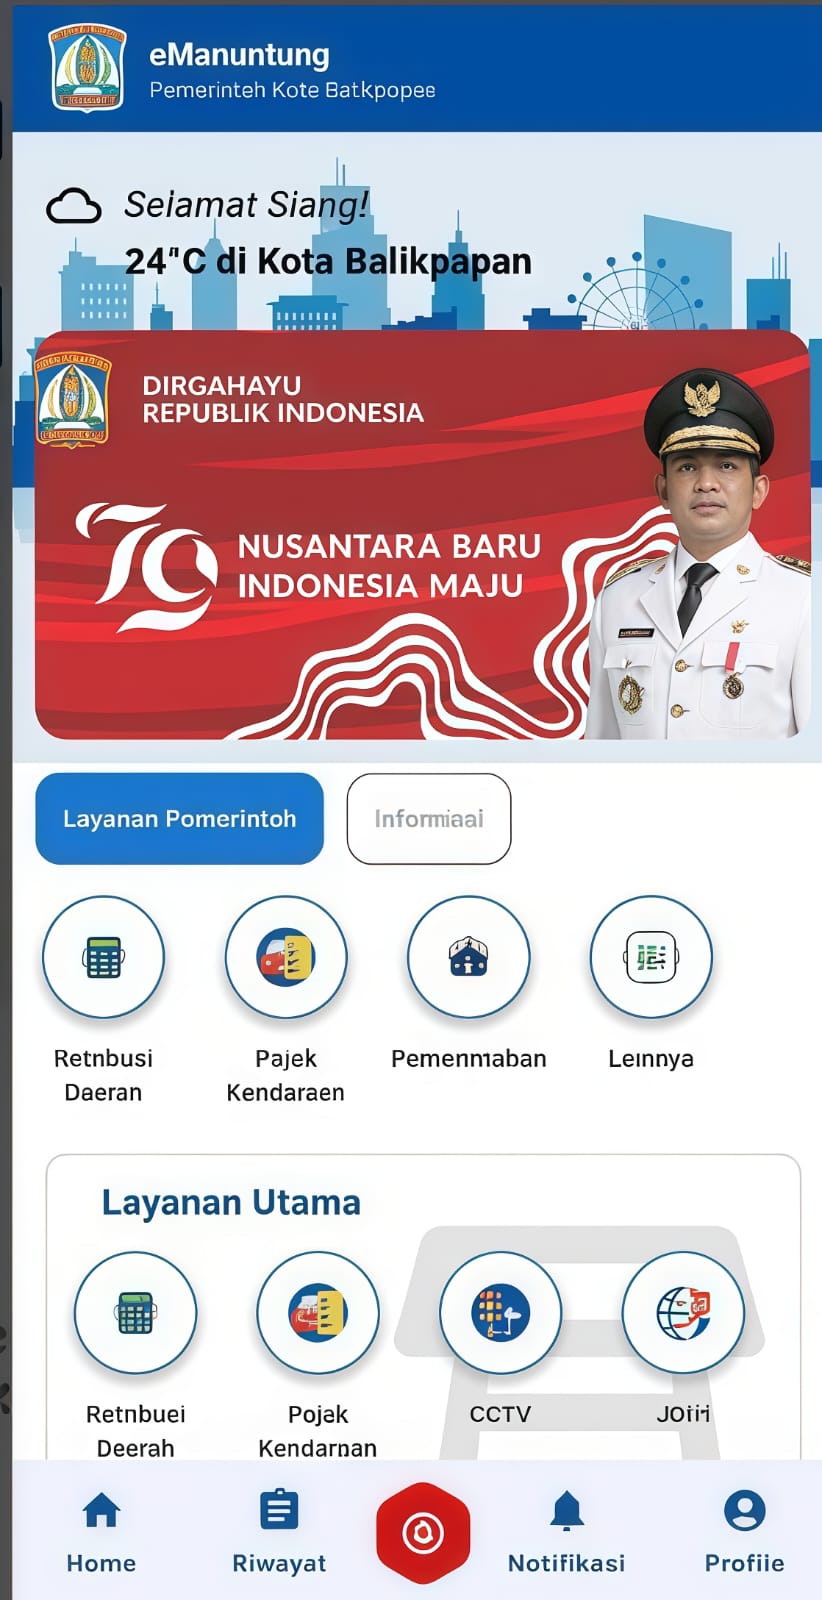 eManuntung
Pemerinteh Kote Batkpopee
Selamat Siang!
24"C di Kota Balikpapan
DIRGAHAYU
REPUBLIK INDONESIA
79
NUSANTARA BARU
INDONESIA MAJU
Layanan Pomerintoh
Informiaai
Retnbusi
Daeran
Pajek
Kendaraen
Pemenmaban
Leınnya
Layanan Utama
Retnbuei
Deerah
Pojak
Kendarnan
CCTV
Home
Riwayat
Notifikasi
Profiie